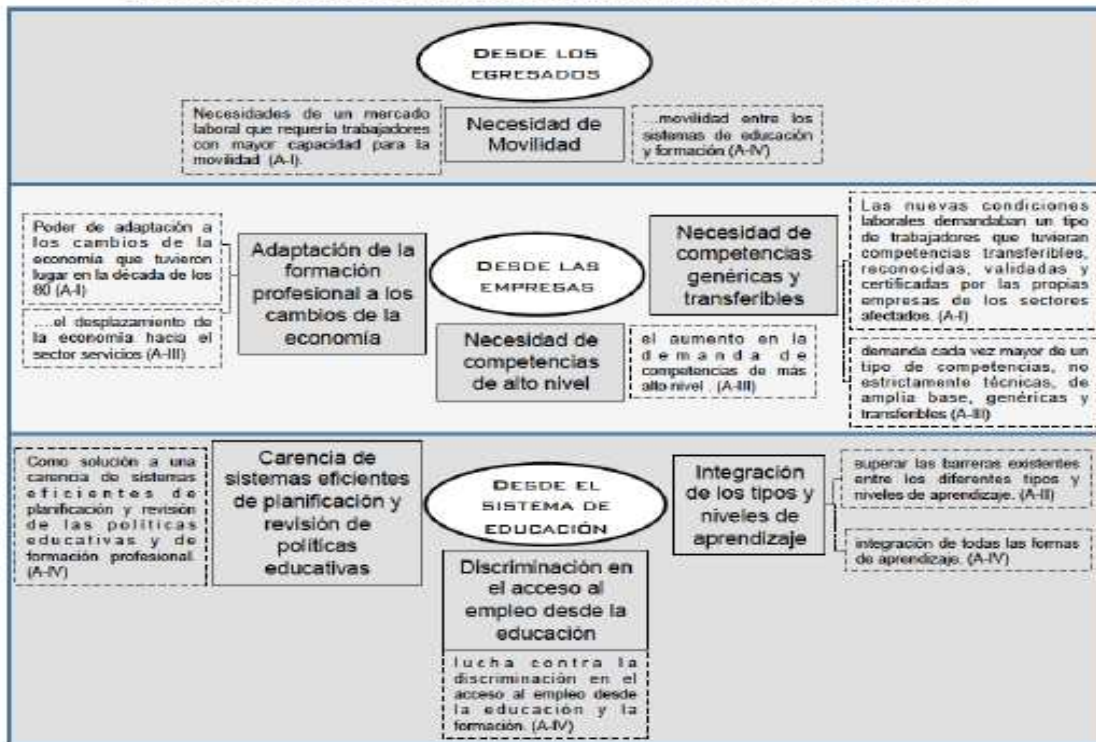 DESDE LOS
EGRESADOS
Necesidades de un mercado
laboral que requería trabajadores
con mayor capacidad para la
movilidad (A-I).
Necesidad de
Movilidad
...movilidad entre los
sistemas de educación
y formación (A-IV)
Poder de adaptación a
los cambios de la
economía que tuvieron
lugar en la década de los
80 (A-I)
....el desplazamiento de
la economía hacia el
sector servicios (A-III)
Adaptación de la
formación
profesional a los
cambios de la
economía
DESDE LAS
EMPRESAS
Necesidad de
competencias
de alto nivel
el aumento en la
demanda de
competencias de más
alto nivel . (A-III)
Necesidad de
competencias
genéricas y
transferibles
Las nuevas condiciones
laborales demandaban un tipo
de trabajadores que tuvieran
competencias transferibles,
reconocidas, validadas y
certificadas por las propias
empresas de los sectores
afectados. (A-I)
demanda cada vez mayor de un
tipo de competencias, no
estrictamente técnicas, de
amplia base, genéricas y
transferibles (A-III)
Como solución a una
carencia de sistemas
eficientes de
planificación y revisión
de las políticas
educativas y de
formación profesional.
(A-IV)
Carencia de
sistemas eficientes
de planificación y
revisión de
políticas
educativas
DESDE EL
SISTEMA DE
EDUCACIÓN
Discriminación en
el acceso al
empleo desde la
educación
lucha contra la
discriminación en el
acceso al empleo desde
la educación y la
formación. (A-IV)
Integración
de los tipos y
niveles de
aprendizaje
superar las barreras existentes
entre los diferentes tipos y
niveles de aprendizaje. (A-II)
integración de todas las formas
de aprendizaje. (A-IV)